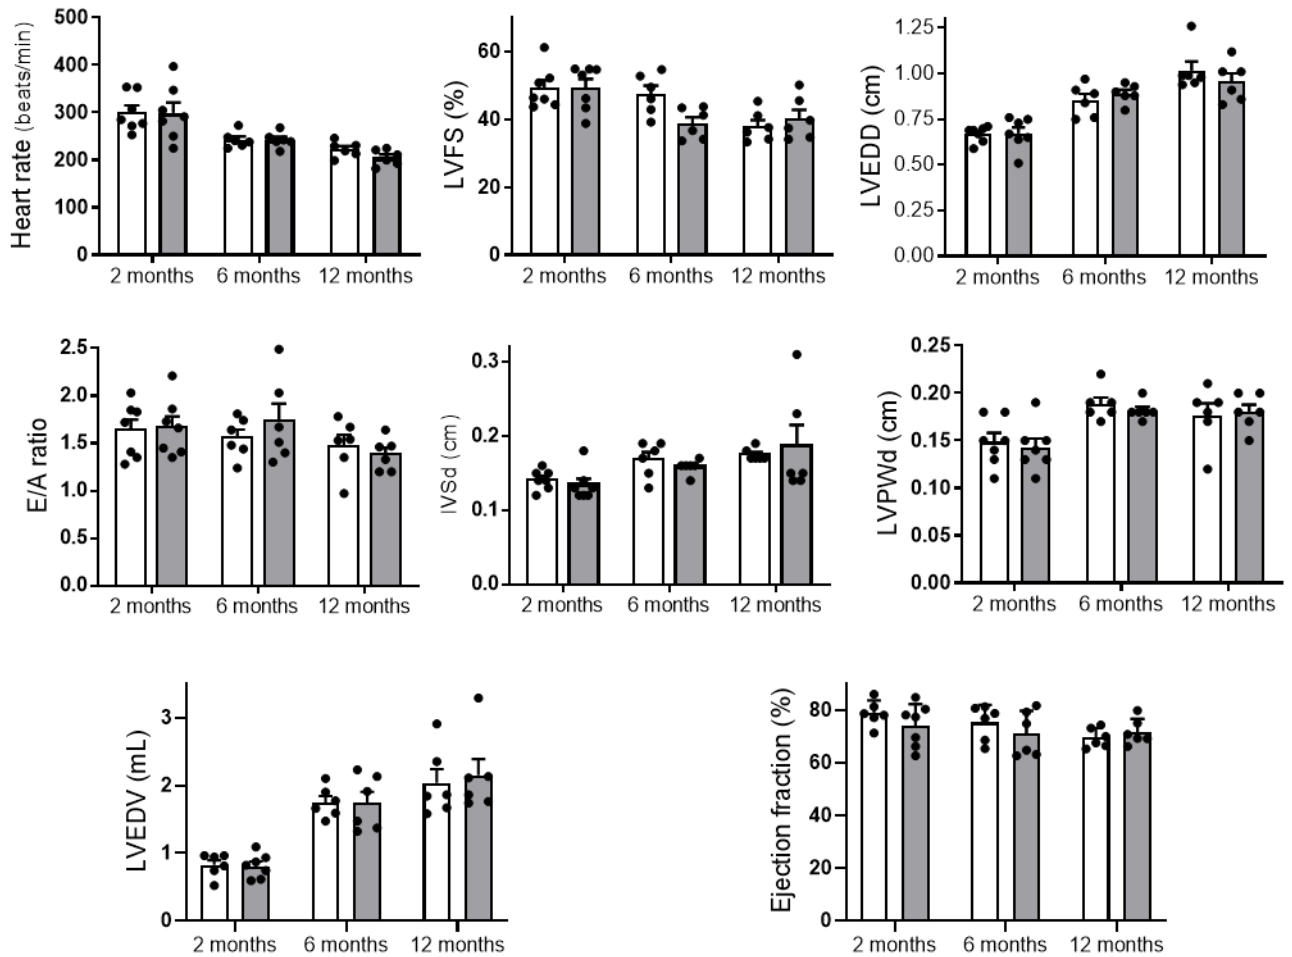 Heart rate (beats/min)
500
400
300
200
100
0
2 months 6 months 12 months
LVFS (%)
60
40
20
0
2 months 6 months 12 months
LVEDD (cm)
1.25
1.00
0.75
0.50
0.25
0.00
2 months 6 months 12 months
E/A ratio
2.5
2.0
1.5
1.0
0.5
0.0
2 months 6 months 12 months
IVSd (cm)
0.3
0.2
0.1
0.0
2 months 6 months 12 months
LVPWd (cm)
0.25
0.20
0.15
0.10
0.05
0.00
2 months 6 months 12 months
LVEDV (mL)
3
2
1
0
2 months 6 months 12 months
Ejection fraction (%)
80
60
40
20
0
2 months 6 months 12 months